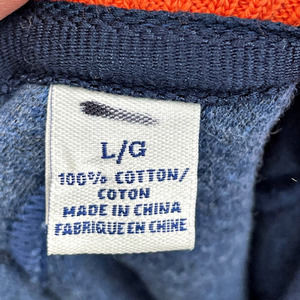 L/G
100% COTTON/
COTON
MADE IN CHINA
FABRIQUE EN CHINE